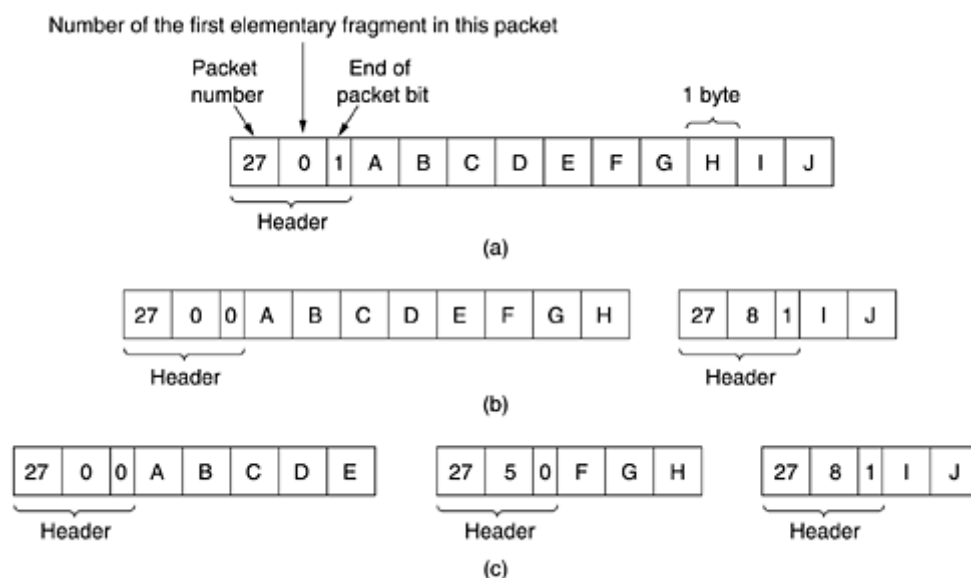 Number of the first elementary fragment in this packet
Packet number
End of packet bit
1 byte
27 0 1 A B C D E F G H I J
Header
(a)
27 0 0 A B C D E F G H
27 8 1 I J
Header
Header
(b)
27 0 0 A B C D E
27 5 0 F G H
27 8 1 I J
Header
Header
Header
(c)